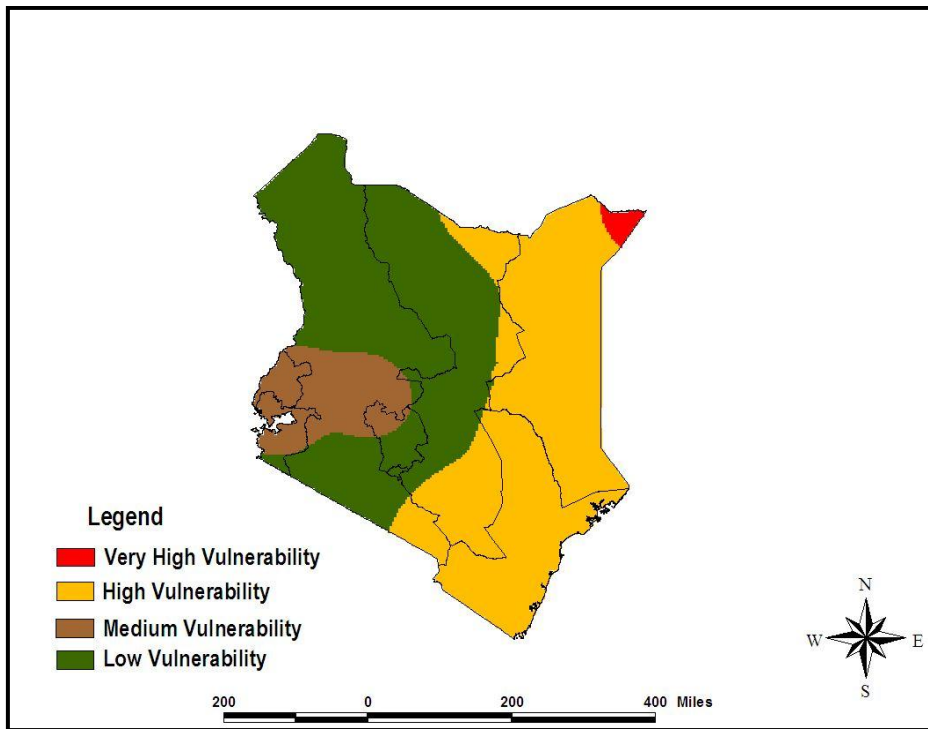 Legend
Very High Vulnerability
High Vulnerability
Medium Vulnerability
Low Vulnerability
N
W E
S
200 0 200 400 Miles